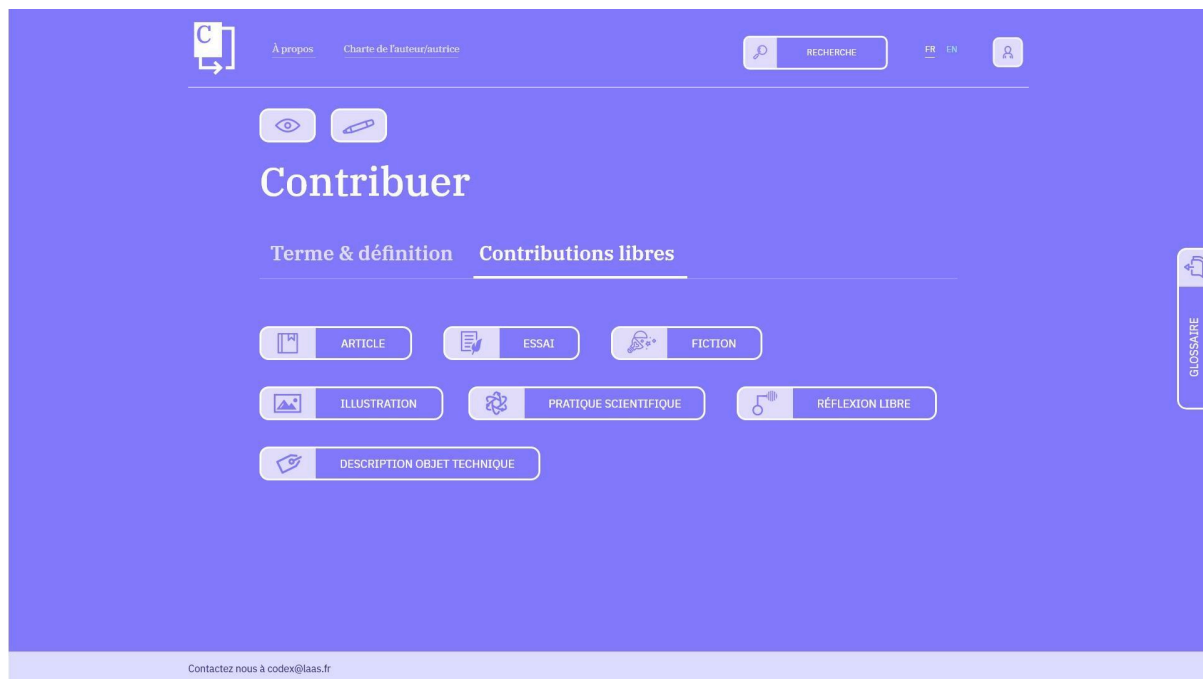 C
À propos Charte de l'auteur/autrice RECHERCHE FR EN
Contribuer
Terme & définition Contributions libres
GLOSSAIRE
ARTICLE ESSAI FICTION
ILLUSTRATION PRATIQUE SCIENTIFIQUE RÉFLEXION LIBRE
DESCRIPTION OBJET TECHNIQUE
Contactez nous à codex@laas.fr